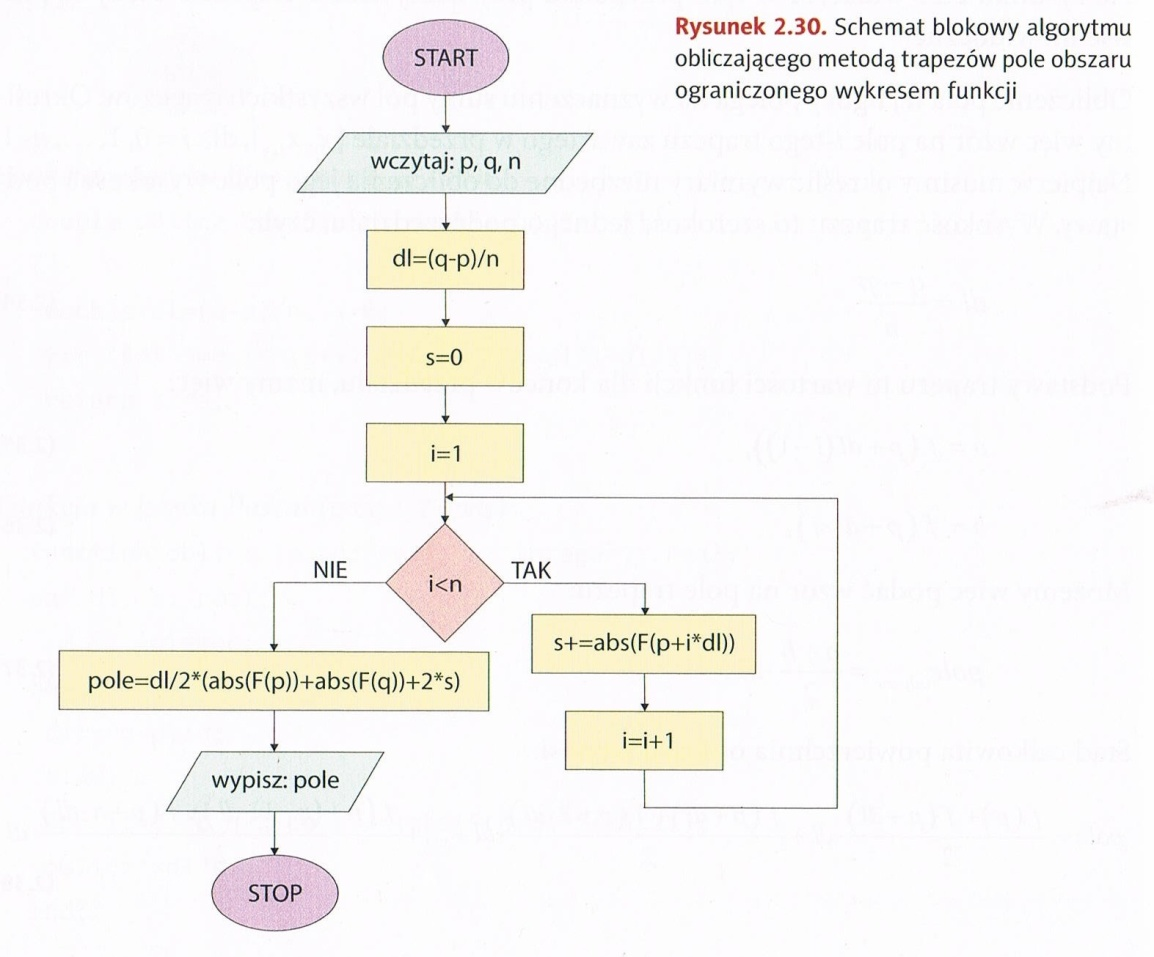 Rysunek 2.30. Schemat blokowy algorytmu
obliczającego metodą trapezów pole obszaru
ograniczonego wykresem funkcji
START
wczytaj: p, q, n
dl=(q-p)/n
s=0
i=1
i<n
NIE
TAK
s+=abs(F(p+i*dl))
i=i+1
pole=dl/2*(abs(F(p))+abs(F(q))+2*s)
wypisz: pole
STOP